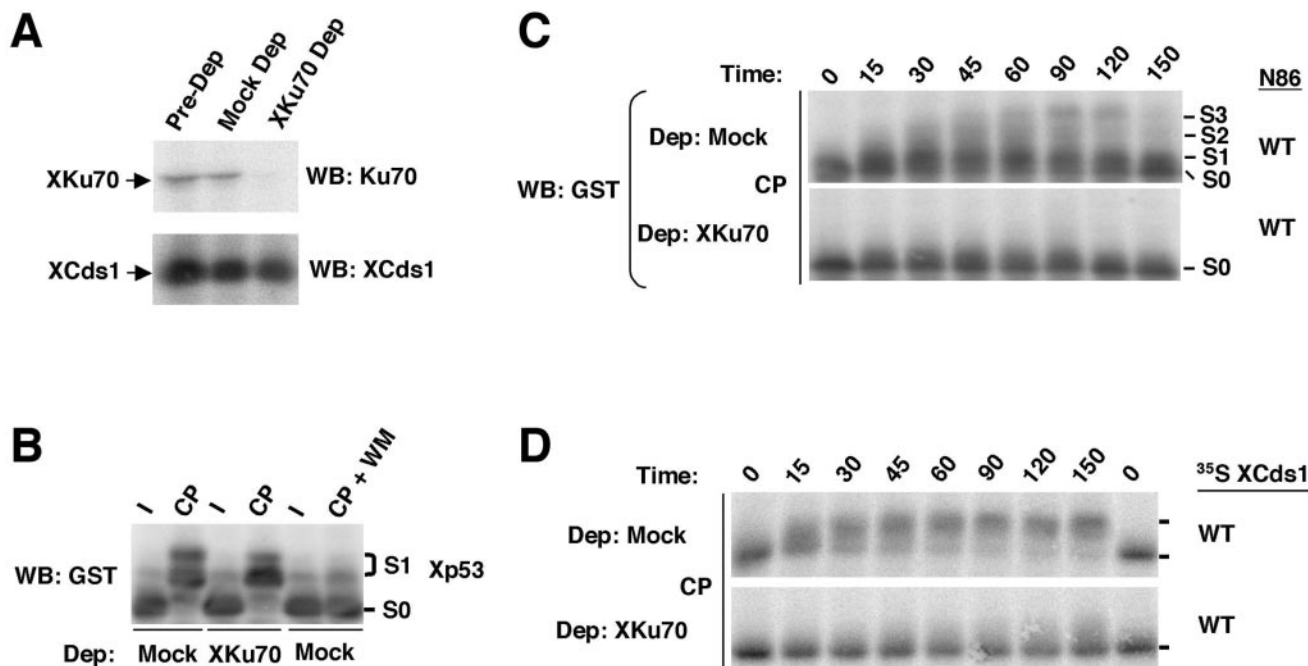 A
Pre-Dep
Mock Dep
XKu70 Dep
XKu70 WB: Ku70
XCds1 WB: XCds1
B
I CP I CP I CP + WM
WB: GST S1 Xp53
S0
Dep: Mock XKu70 Mock
C
Time: 0 15 30 45 60 90 120 150 N86
Dep: Mock S3
S2 WT
S1
S0
WB: GST CP
Dep: XKu70 WT
S0
D
Time: 0 15 30 45 60 90 120 150 0 35S XCds1
Dep: Mock WT
CP
Dep: XKu70 WT